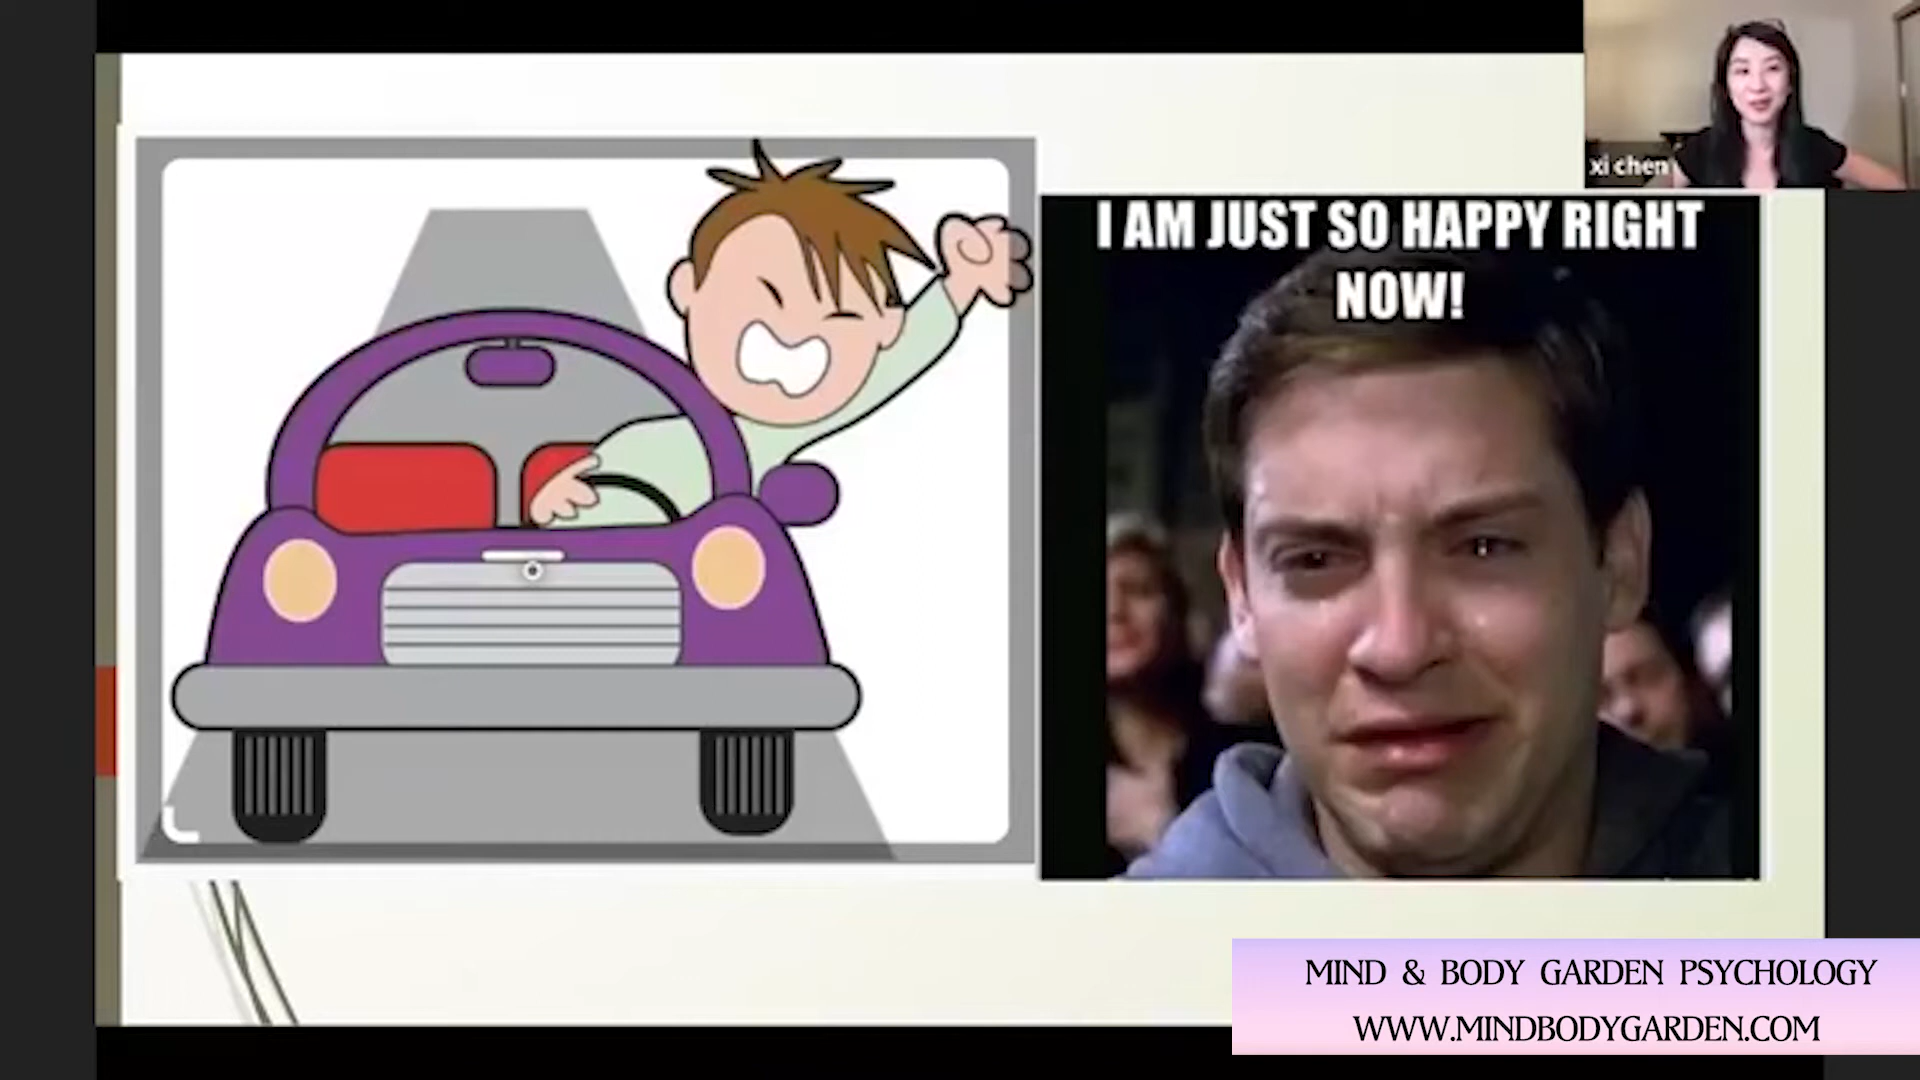 xi chen
I AM JUST SO HAPPY RIGHT
NOW!
MIND & BODY GARDEN PSYCHOLOGY
WWW.MINDBODYGARDEN.COM